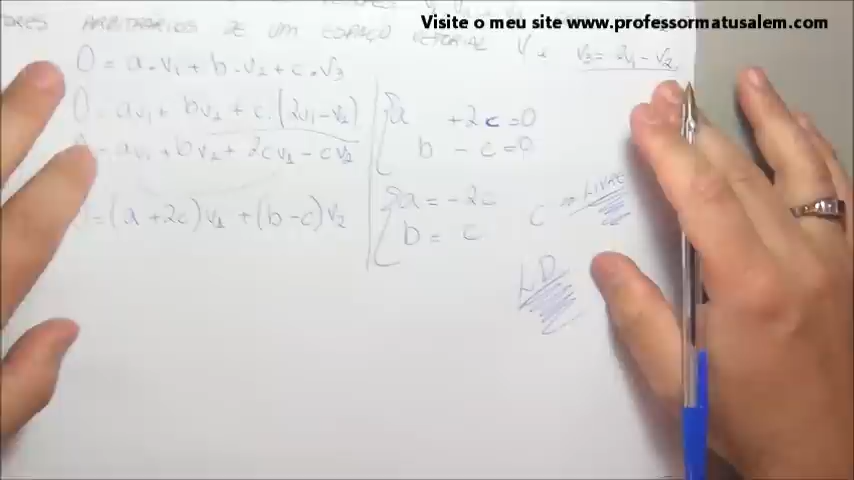 Visite o meu site www.professormatusalem.com
ARBITRÁRIOS DE UM ESPAÇO VETORIAL V e v₃ = 2v₁ - v₂
0 = a.v₁ + b.v₂ + c.v₃
0 = av₁ + bv₂ + c.(2v₁-v₂)
= av₁ + bv₂ + 2cv₁ - cv₂
= (a+2c)v₁ + (b-c)v₂
a +2c=0
b - c=0
a = -2c
b = c
c => LIVRE
LD